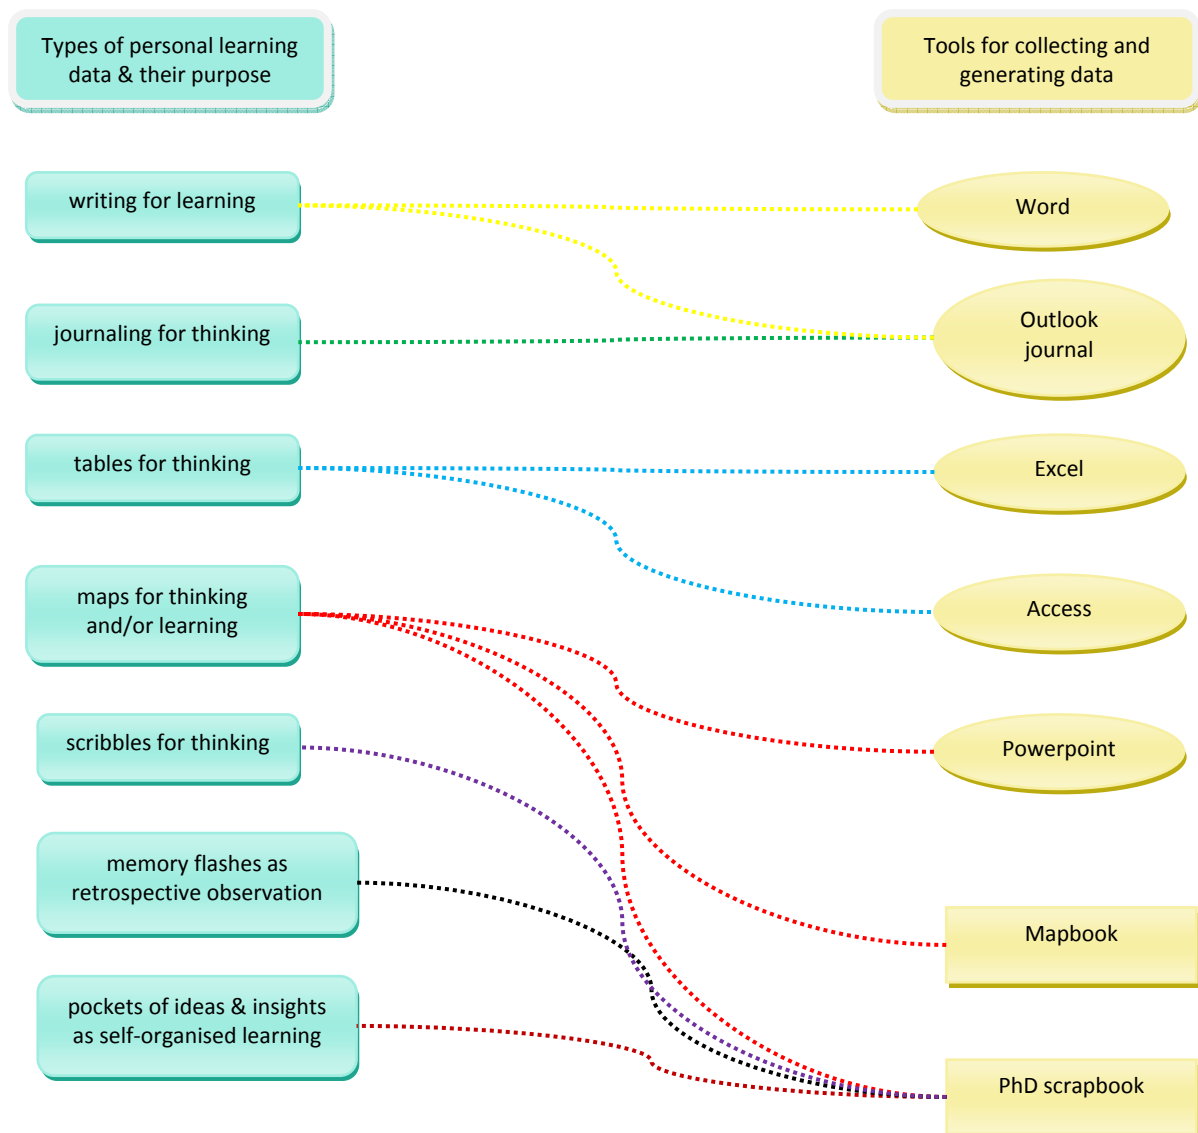 Types of personal learning
data & their purpose
Tools for collecting and
generating data
writing for learning
Word
journaling for thinking
Outlook
journal
tables for thinking
Excel
maps for thinking
and/or learning
Access
scribbles for thinking
Powerpoint
memory flashes as
retrospective observation
Mapbook
pockets of ideas & insights
as self-organised learning
PhD scrapbook